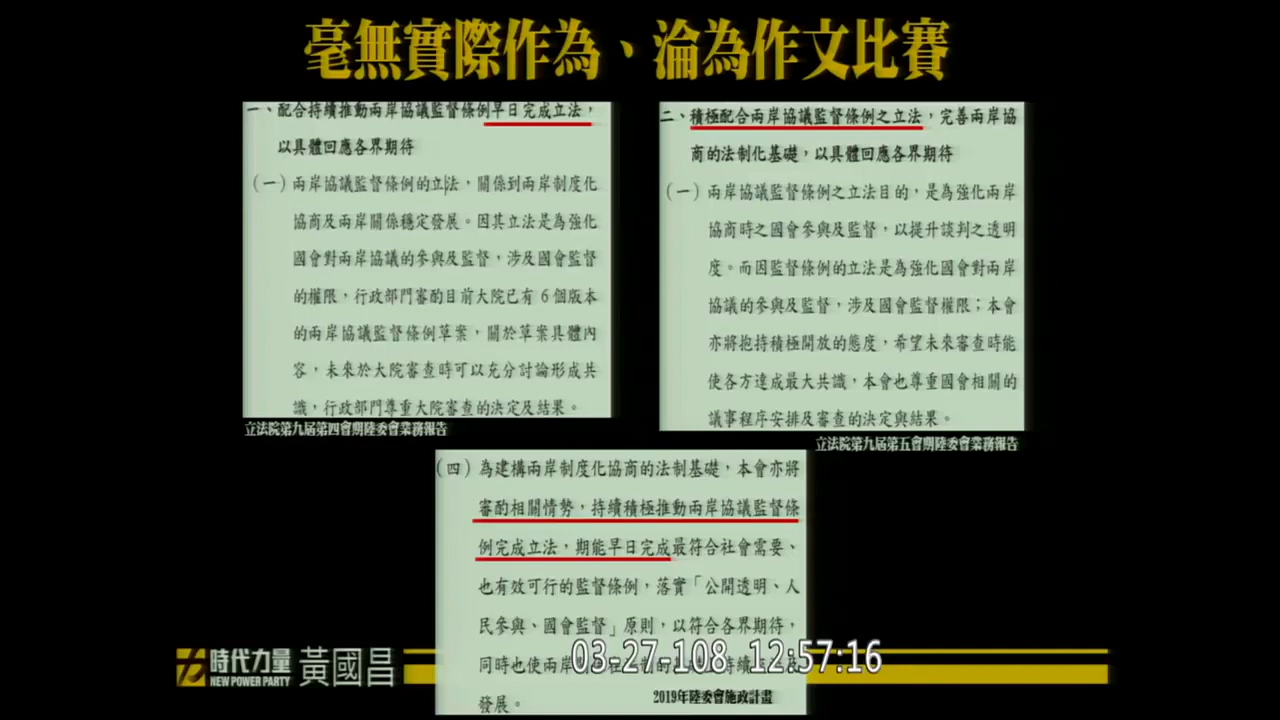 毫無實際作為、淪為作文比賽
一、配合持續推動兩岸協議監督條例早日完成立法，
以具體回應各界期待
（一）兩岸協議監督條例的立法，關係到兩岸制度化
協商及兩岸關係穩定發展。因其立法是為強化
國會對兩岸協議的參與及監督，涉及國會監督
的權限，行政部門審酌目前大院已有6個版本
的兩岸協議監督條例草案，關於草案具體內
容，未來於大院審查時可以充分討論形成共
識，行政部門尊重大院審查的決定及結果。
立法院第九屆第四會期陸委會業務報告
二、積極配合兩岸協議監督條例之立法，完善兩岸協
商的法制化基礎，以具體回應各界期待
（一）兩岸協議監督條例之立法目的，是為強化兩岸
協商時之國會參與及監督，以提升談判之透明
度。而因監督條例的立法是為強化國會對兩岸
協議的參與及監督，涉及國會監督權限；本會
亦將抱持積極開放的態度，希望未來審查時能
使各方達成最大共識，本會也尊重國會相關的
議事程序安排及審查的決定與結果。
立法院第九屆第五會期陸委會業務報告
（四）為建構兩岸制度化協商的法制基礎，本會亦將
審酌相關情勢，持續積極推動兩岸協議監督條
例完成立法，期能早日完成最符合社會需要、
也有效可行的監督條例，落實「公開透明、人
民參與、國會監督」原則，以符合各界期待，
同時也使兩岸
持續
發展。
2019年陸委會施政計畫
時代力量 黃國昌
NEW POWER PARTY
03-27-108 12:57:16